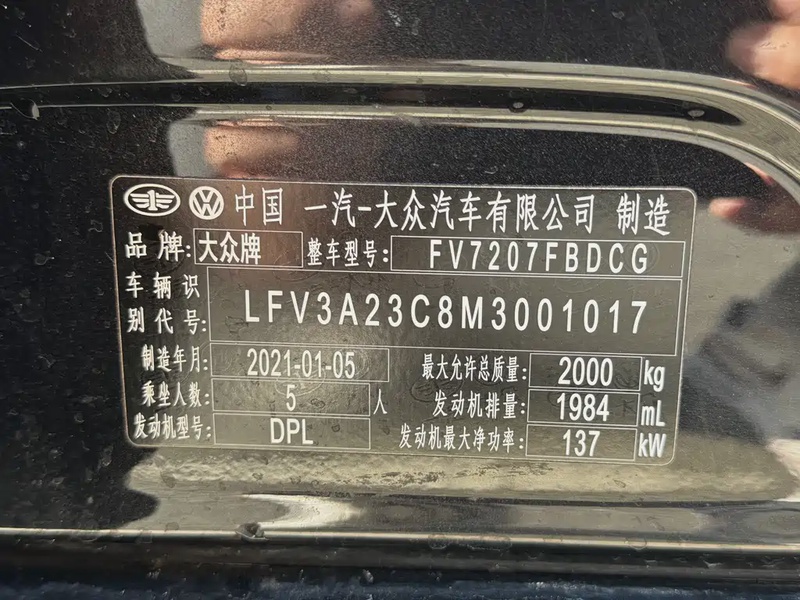 中国 一汽-大众汽车有限公司 制造
品牌: 大众牌 整车型号: FV7207FBDCG
车辆识别代号: LFV3A23C8M3001017
制造年月: 2021-01-05 最大允许总质量: 2000 kg
乘坐人数: 5 人 发动机排量: 1984 mL
发动机型号: DPL 发动机最大净功率: 137 kW